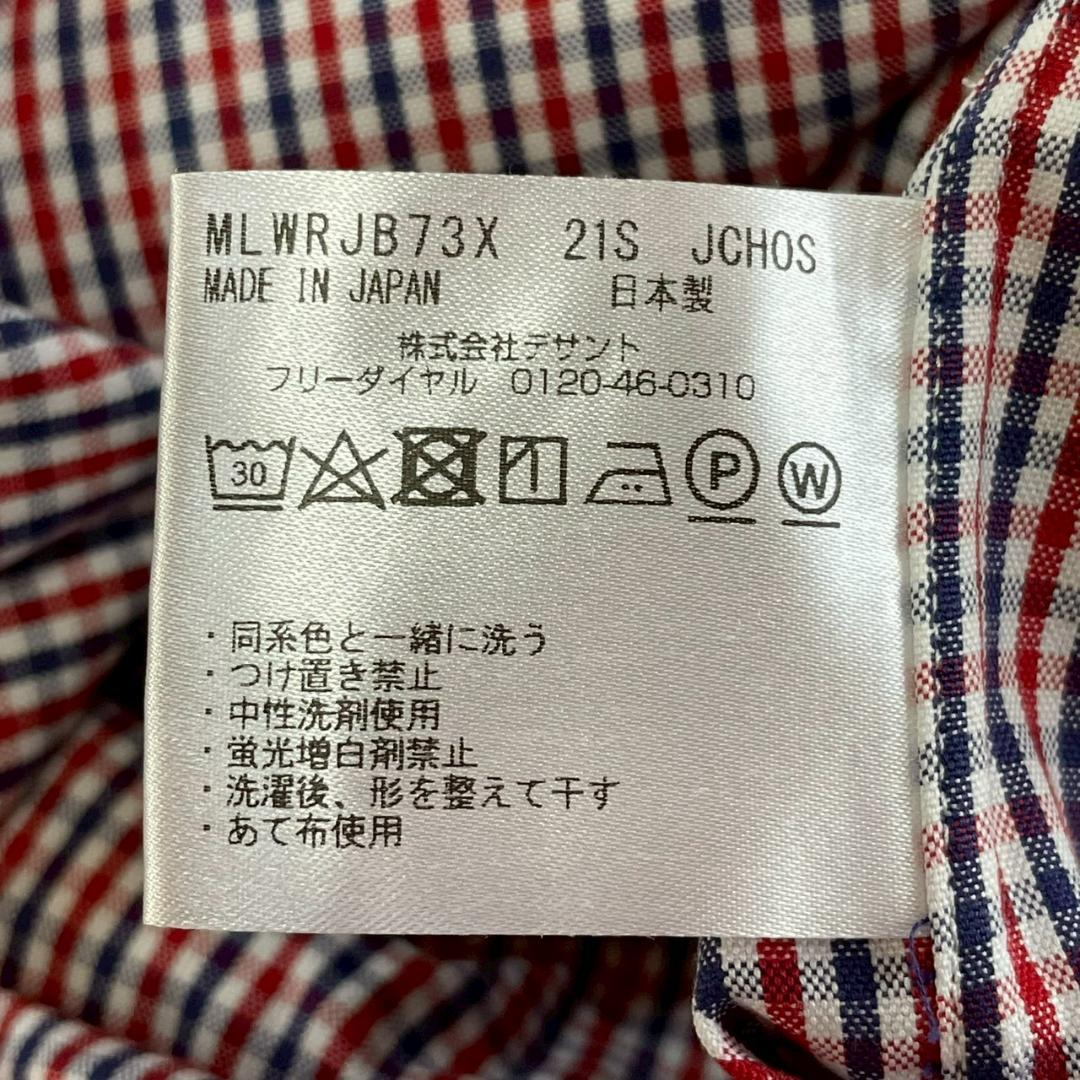 MLWRJB73X 21S JCHOS
MADE IN JAPAN 日本製
株式会社デサント
フリーダイヤル 0120-46-0310
30 P W
・同系色と一緒に洗う
・つけ置き禁止
・中性洗剤使用
・蛍光増白剤禁止
・洗濯後、形を整えて干す
・あて布使用